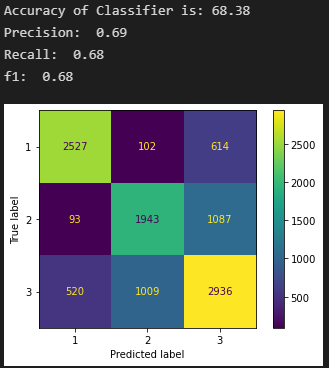 Accuracy of Classifier is: 68.38
Precision:  0.69
Recall:  0.68
f1:  0.68
1 2527 102 614
2 93 1943 1087
3 520 1009 2936
1 2 3
Predicted label
True label
2500
2000
1500
1000
500